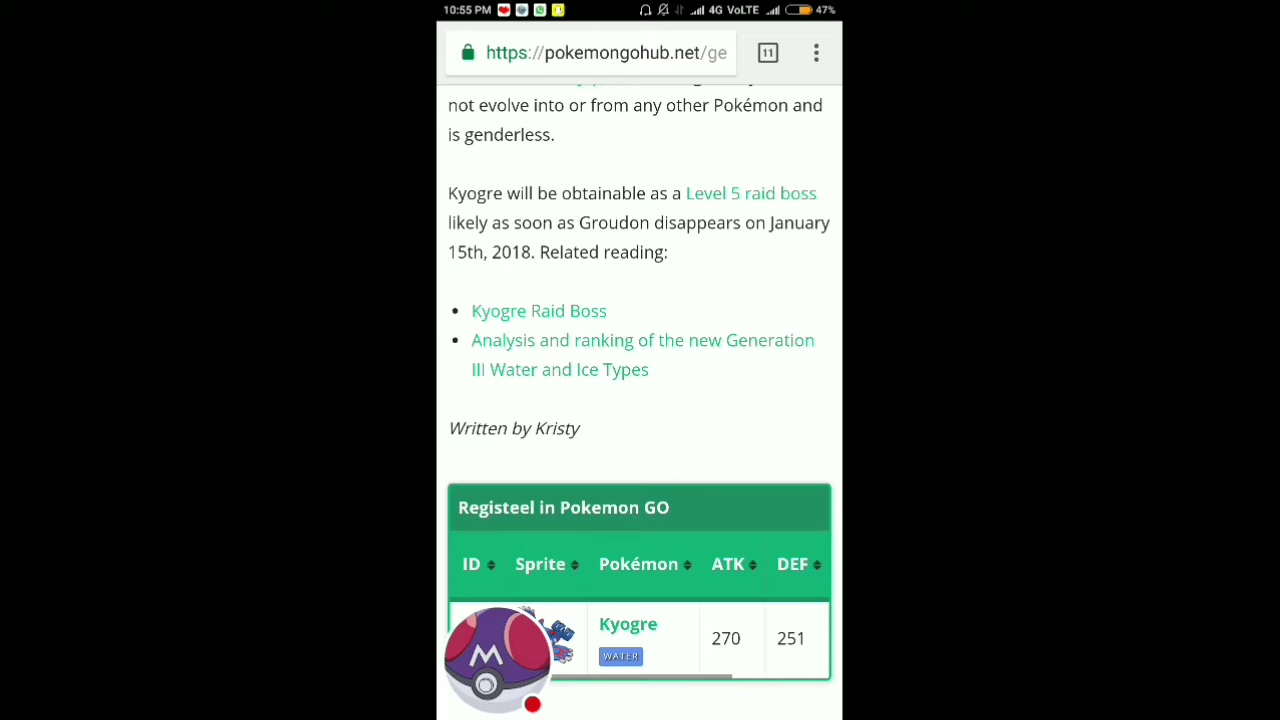 10:55 PM
4G VoLTE
47%
https://pokemongohub.net/ge
11
not evolve into or from any other Pokémon and
is genderless.
Kyogre will be obtainable as a Level 5 raid boss
likely as soon as Groudon disappears on January
15th, 2018. Related reading:
Kyogre Raid Boss
Analysis and ranking of the new Generation
III Water and Ice Types
Written by Kristy
Registeel in Pokemon GO
ID Sprite Pokémon ATK DEF
Kyogre
270 251
WATER
M